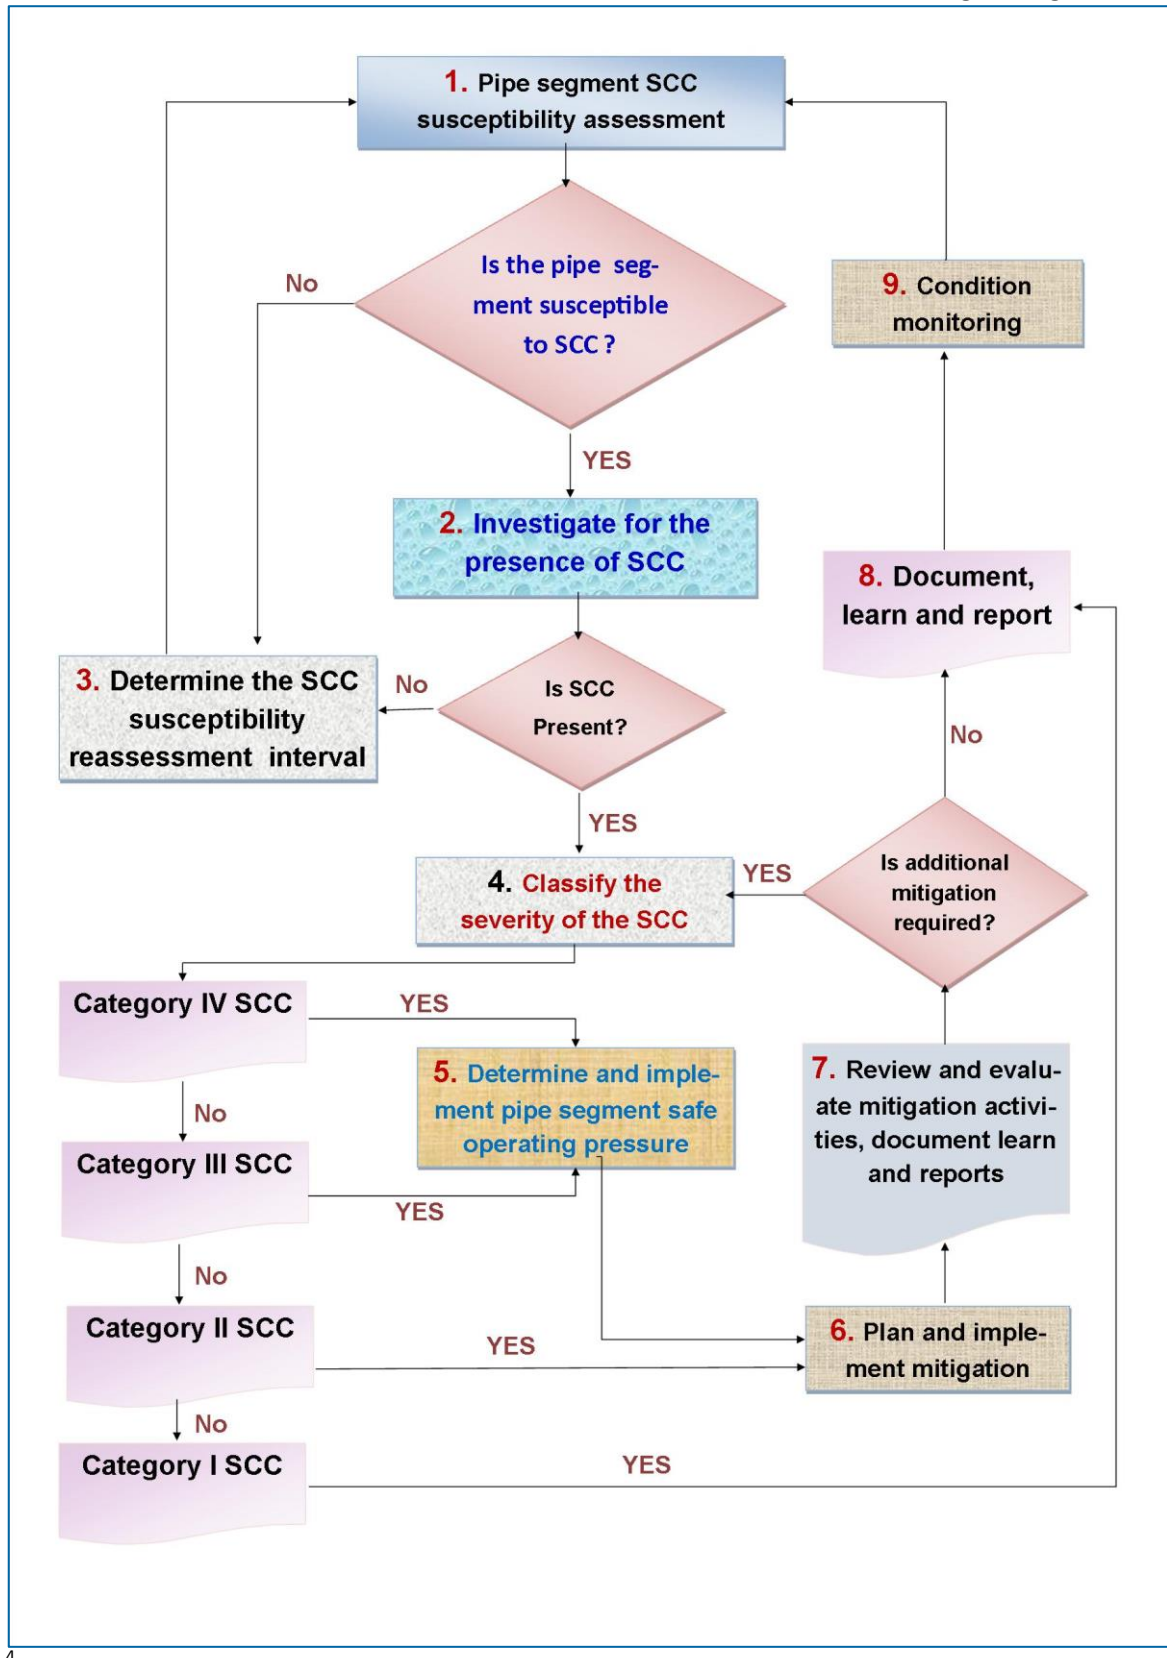 1. Pipe segment SCC
susceptibility assessment
Is the pipe seg-
ment susceptible
to SCC ?
No
9. Condition
monitoring
YES
2. Investigate for the
presence of SCC
8. Document,
learn and report
3. Determine the SCC
susceptibility
reassessment interval
No
Is SCC
Present?
No
YES
4. Classify the
severity of the SCC
YES
Is additional
mitigation
required?
Category IV SCC
YES
5. Determine and imple-
ment pipe segment safe
operating pressure
7. Review and evalu-
ate mitigation activi-
ties, document learn
and reports
No
Category III SCC
YES
No
Category II SCC
YES
6. Plan and imple-
ment mitigation
No
Category I SCC
YES